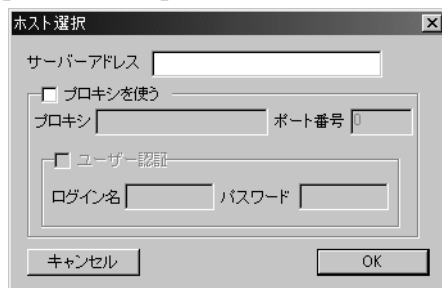 ホスト選択
サーバーアドレス
プロキシを使う
プロキシ ポート番号 0
ユーザー認証
ログイン名 パスワード
キャンセル OK